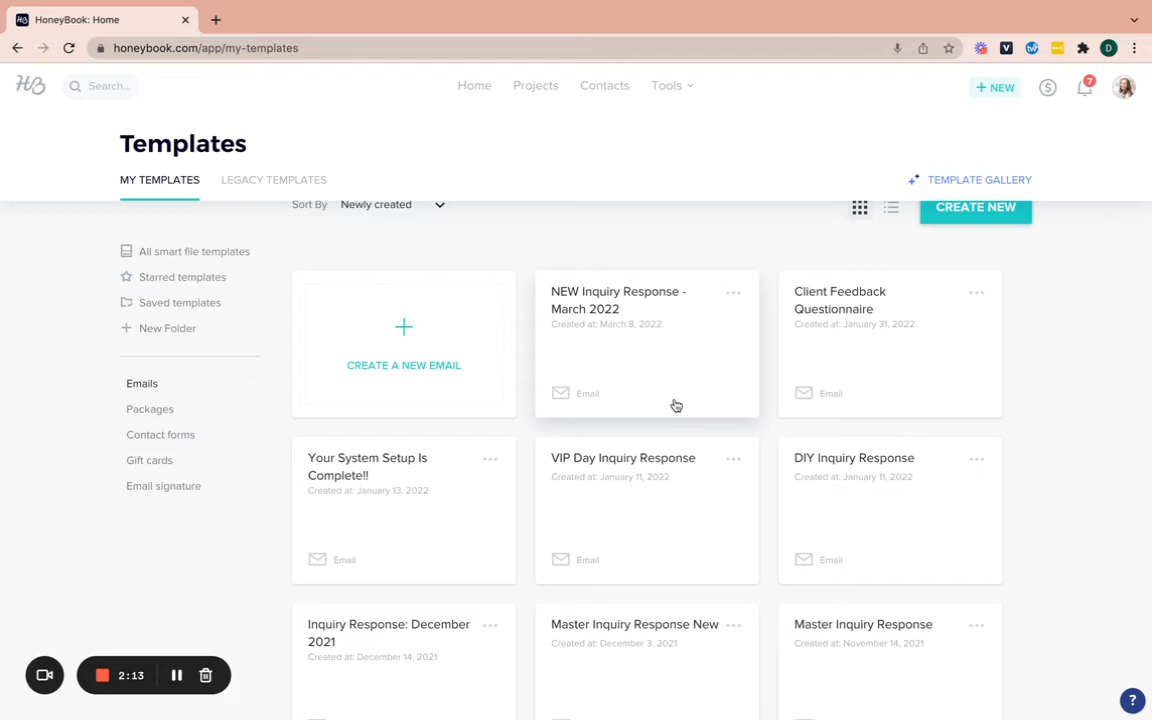 HoneyBook: Home
honeybook.com/app/my-templates
D
HB
Search...
Home
Projects
Contacts
Tools
+ NEW
$
7
Templates
MY TEMPLATES
LEGACY TEMPLATES
TEMPLATE GALLERY
Sort By
Newly created
CREATE NEW
All smart file templates
Starred templates
Saved templates
New Folder
Emails
Packages
Contact forms
Gift cards
Email signature
CREATE A NEW EMAIL
NEW Inquiry Response -
March 2022
Created at: March 8, 2022
Email
Client Feedback
Questionnaire
Created at: January 31, 2022
Email
Your System Setup Is
Complete!!
Created at: January 13, 2022
Email
VIP Day Inquiry Response
Created at: January 11, 2022
Email
DIY Inquiry Response
Created at: January 11, 2022
Email
Inquiry Response: December
2021
Created at: December 14, 2021
Master Inquiry Response New
Created at: December 3, 2021
Master Inquiry Response
Created at: November 14, 2021
2:13
?